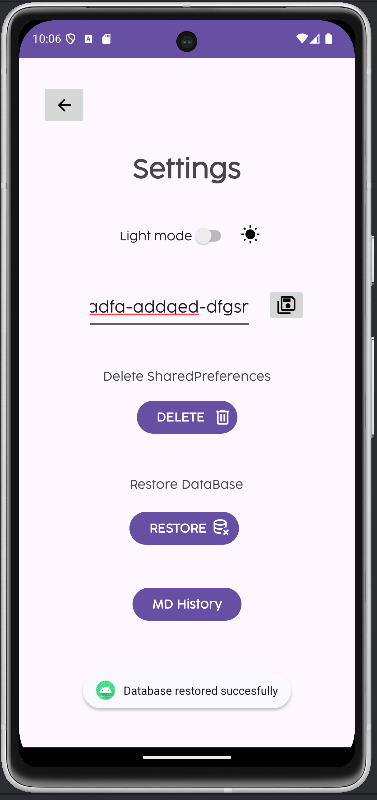 10:06
Settings
Light mode
adfa-addqed-dfgsr
Delete SharedPreferences
DELETE
Restore DataBase
RESTORE
MD History
Database restored succesfully